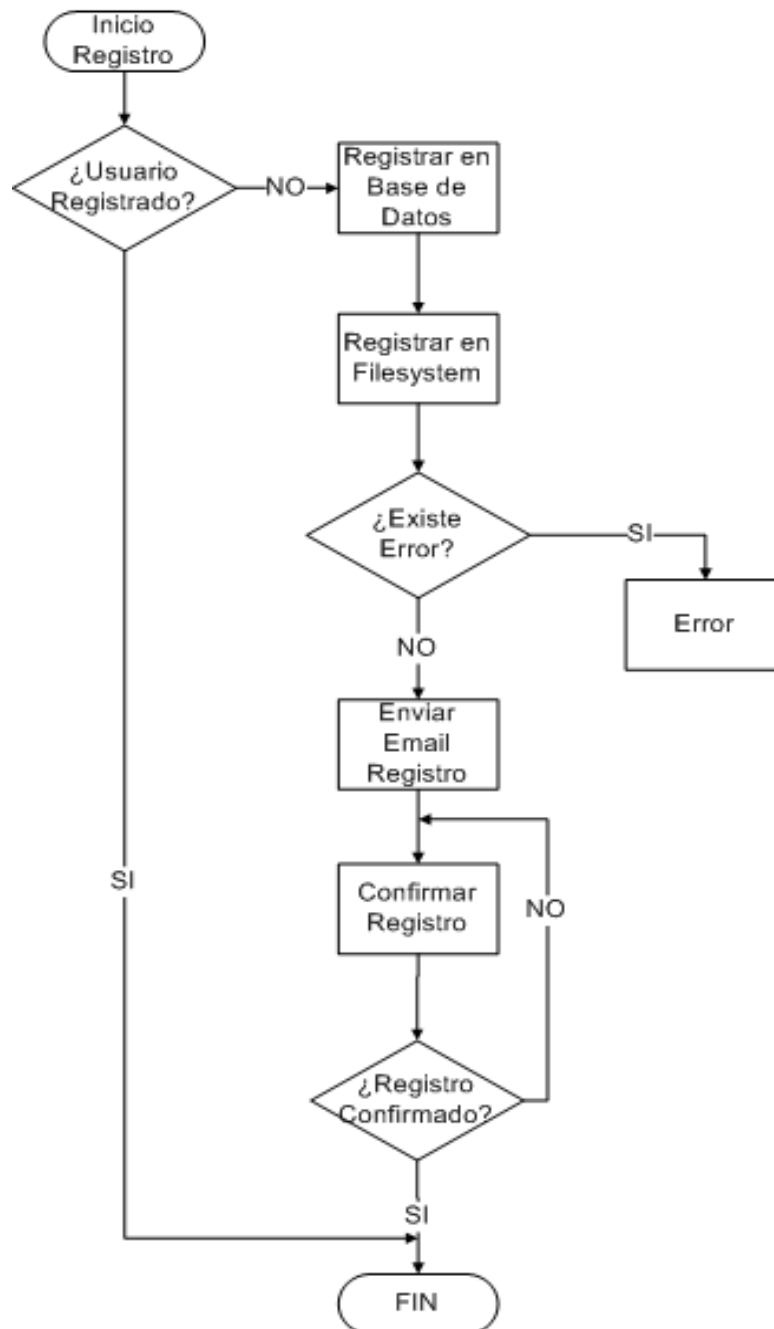 Inicio
Registro
¿Usuario
Registrado?
NO
Registrar en
Base de
Datos
Registrar en
Filesystem
¿Existe
Error?
SI
Error
NO
Enviar
Email
Registro
SI
Confirmar
Registro
NO
¿Registro
Confirmado?
SI
FIN